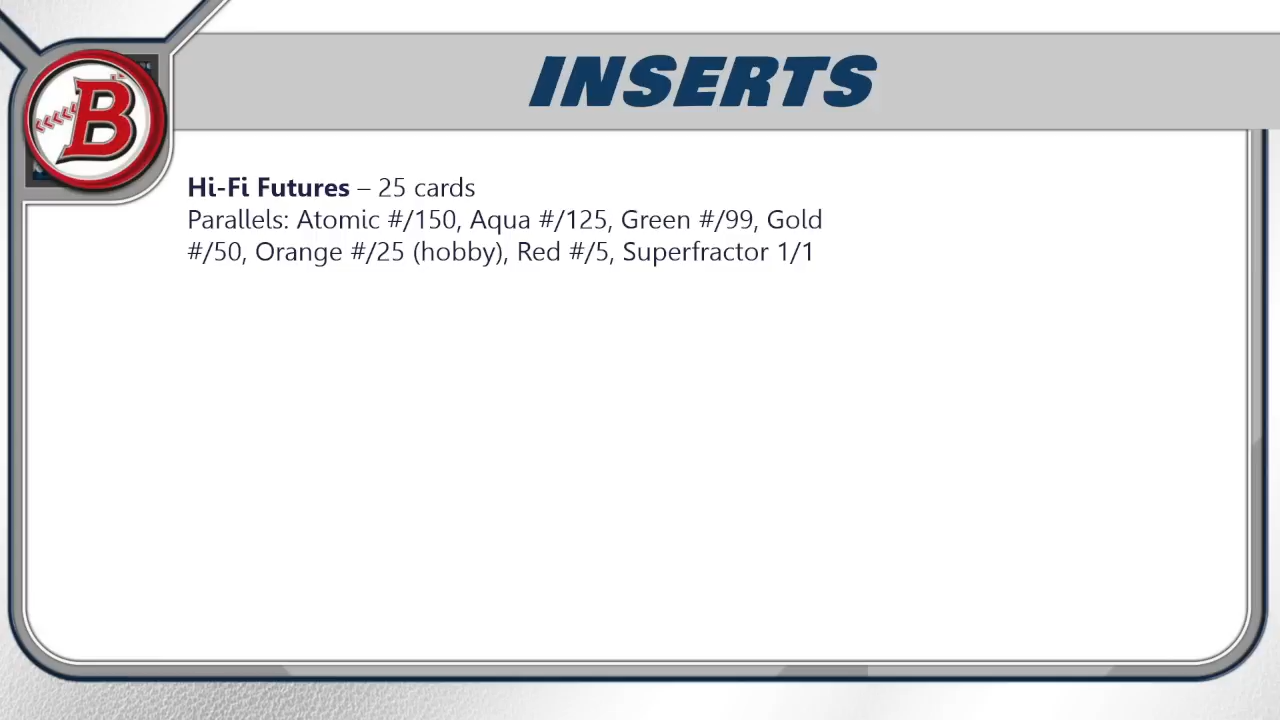 INSERTS
B
Hi-Fi Futures – 25 cards
Parallels: Atomic #/150, Aqua #/125, Green #/99, Gold
#/50, Orange #/25 (hobby), Red #/5, Superfractor 1/1